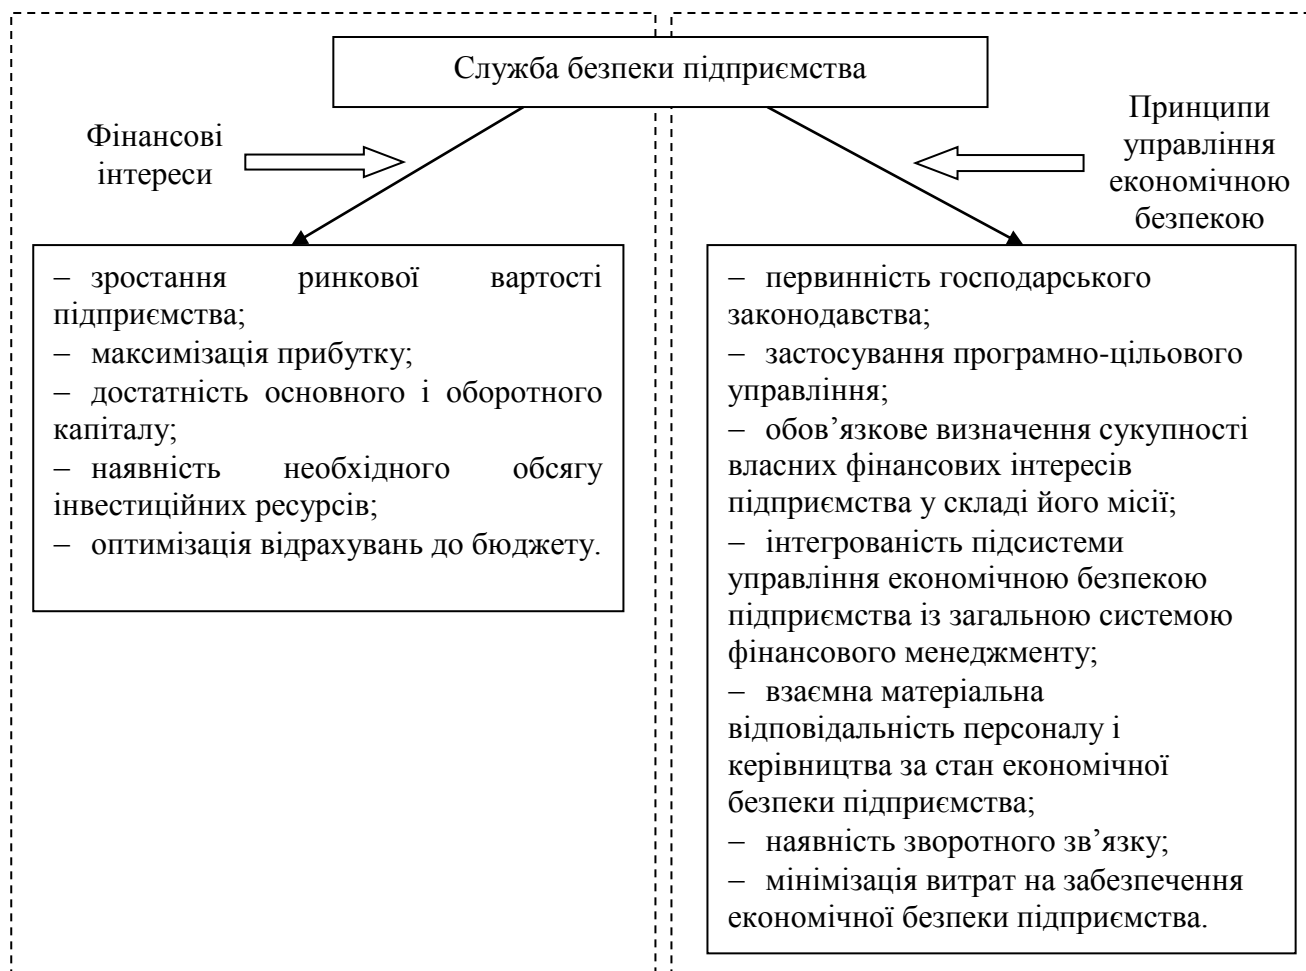 Служба безпеки підприємства
Фінансові
інтереси
Принципи
управління
економічною
безпекою
– зростання ринкової вартості
підприємства;
– максимізація прибутку;
– достатність основного і оборотного
капіталу;
– наявність необхідного обсягу
інвестиційних ресурсів;
– оптимізація відрахувань до бюджету.
– первинність господарського
законодавства;
– застосування програмно-цільового
управління;
– обов’язкове визначення сукупності
власних фінансових інтересів
підприємства у складі його місії;
– інтегрованість підсистеми
управління економічною безпекою
підприємства із загальною системою
фінансового менеджменту;
– взаємна матеріальна
відповідальність персоналу і
керівництва за стан економічної
безпеки підприємства;
– наявність зворотного зв’язку;
– мінімізація витрат на забезпечення
економічної безпеки підприємства.